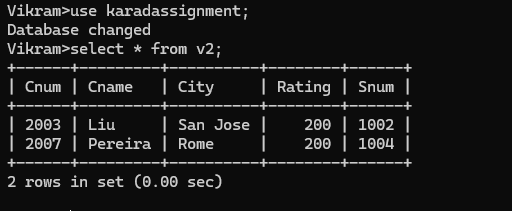 Vikram>use karadassignment;
Database changed
Vikram>select * from v2;
+------+---------+----------+--------+------+
| Cnum | Cname   | City     | Rating | Snum |
+------+---------+----------+--------+------+
| 2003 | Liu     | San Jose |    200 | 1002 |
| 2007 | Pereira | Rome     |    200 | 1004 |
+------+---------+----------+--------+------+
2 rows in set (0.00 sec)